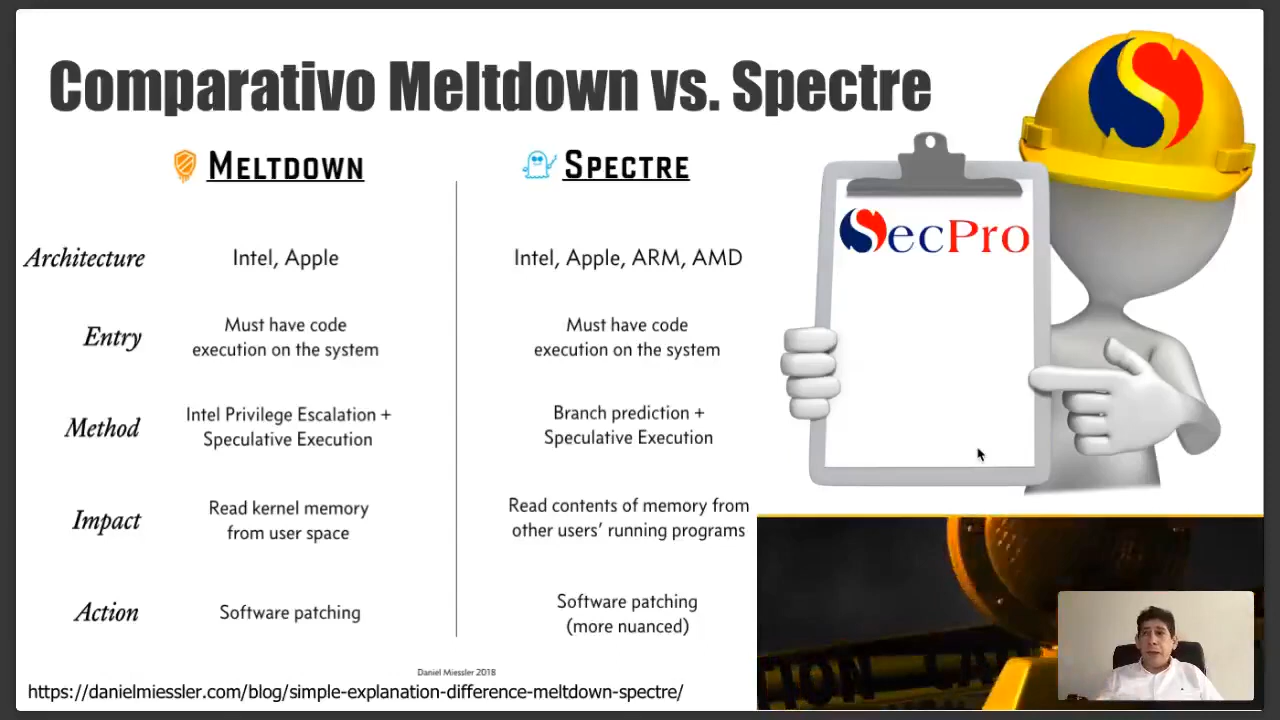 Comparativo Meltdown vs. Spectre
MELTDOWN
SPECTRE
Architecture
Intel, Apple
Intel, Apple, ARM, AMD
Entry
Must have code
execution on the system
Must have code
execution on the system
Method
Intel Privilege Escalation +
Speculative Execution
Branch prediction +
Speculative Execution
Impact
Read kernel memory
from user space
Read contents of memory from
other users’ running programs
Action
Software patching
Software patching
(more nuanced)
Daniel Miessler 2018
https://danielmiessler.com/blog/simple-explanation-difference-meltdown-spectre/
SecPro